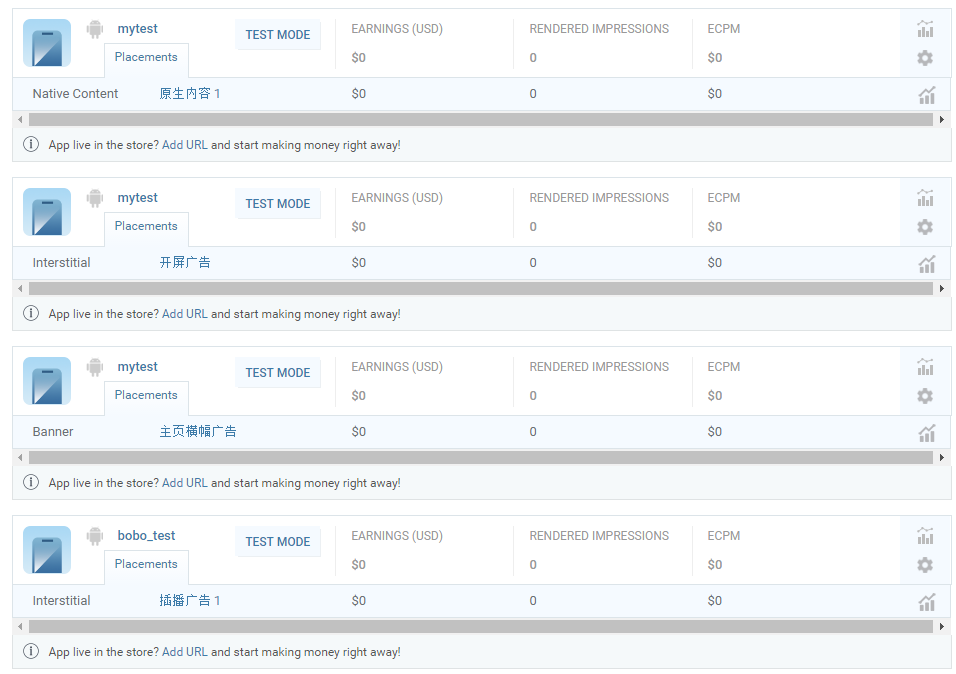 mytest TEST MODE EARNINGS (USD) RENDERED IMPRESSIONS ECPM
Placements $0 0 $0
Native Content 原生内容 1 $0 0 $0
App live in the store? Add URL and start making money right away!
mytest TEST MODE EARNINGS (USD) RENDERED IMPRESSIONS ECPM
Placements $0 0 $0
Interstitial 开屏广告 $0 0 $0
App live in the store? Add URL and start making money right away!
mytest TEST MODE EARNINGS (USD) RENDERED IMPRESSIONS ECPM
Placements $0 0 $0
Banner 主页横幅广告 $0 0 $0
App live in the store? Add URL and start making money right away!
bobo_test TEST MODE EARNINGS (USD) RENDERED IMPRESSIONS ECPM
Placements $0 0 $0
Interstitial 插播广告 1 $0 0 $0
App live in the store? Add URL and start making money right away!